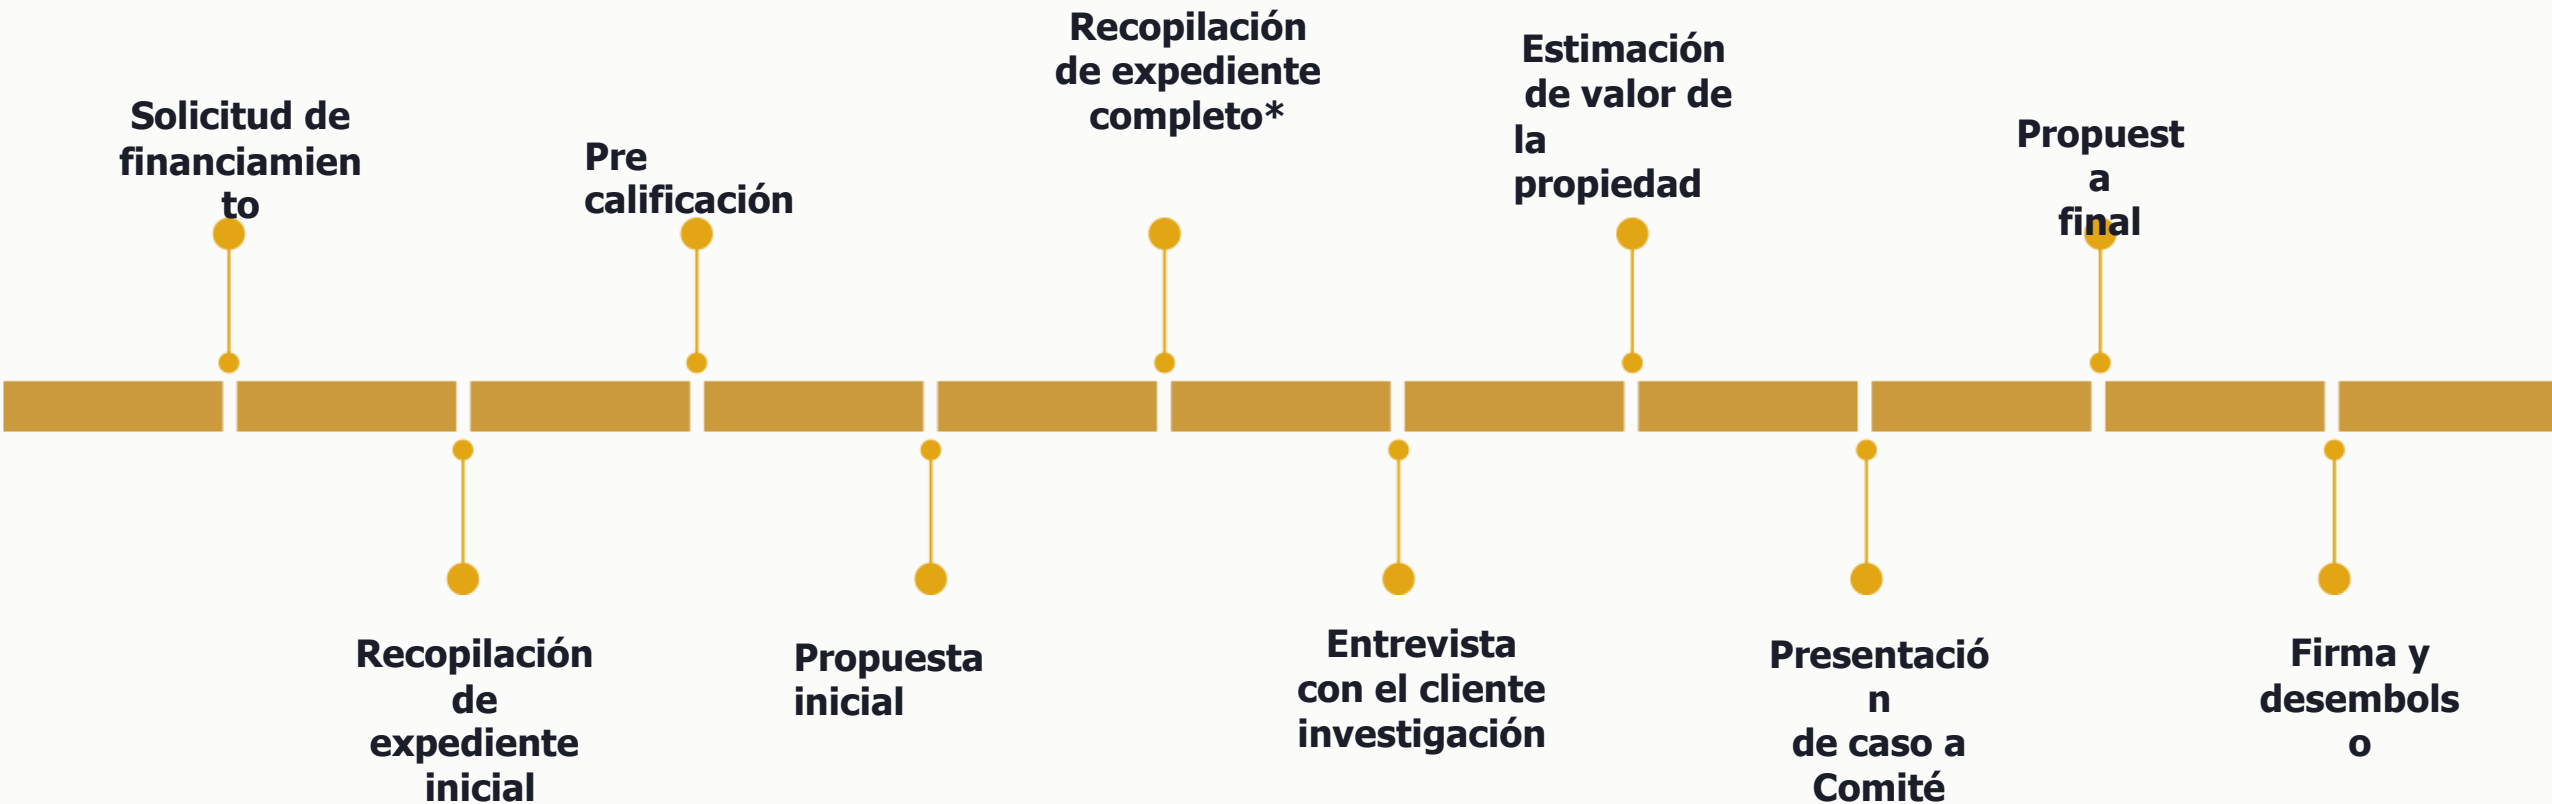 Solicitud de
financiamien
to
Recopilación
de
expediente
inicial
Pre
calificación
Propuesta
inicial
Recopilación
de expediente
completo*
Entrevista
con el cliente
investigación
Estimación
de valor de
la
propiedad
Presentació
n
de caso a
Comité
Propuest
a
final
Firma y
desembols
o